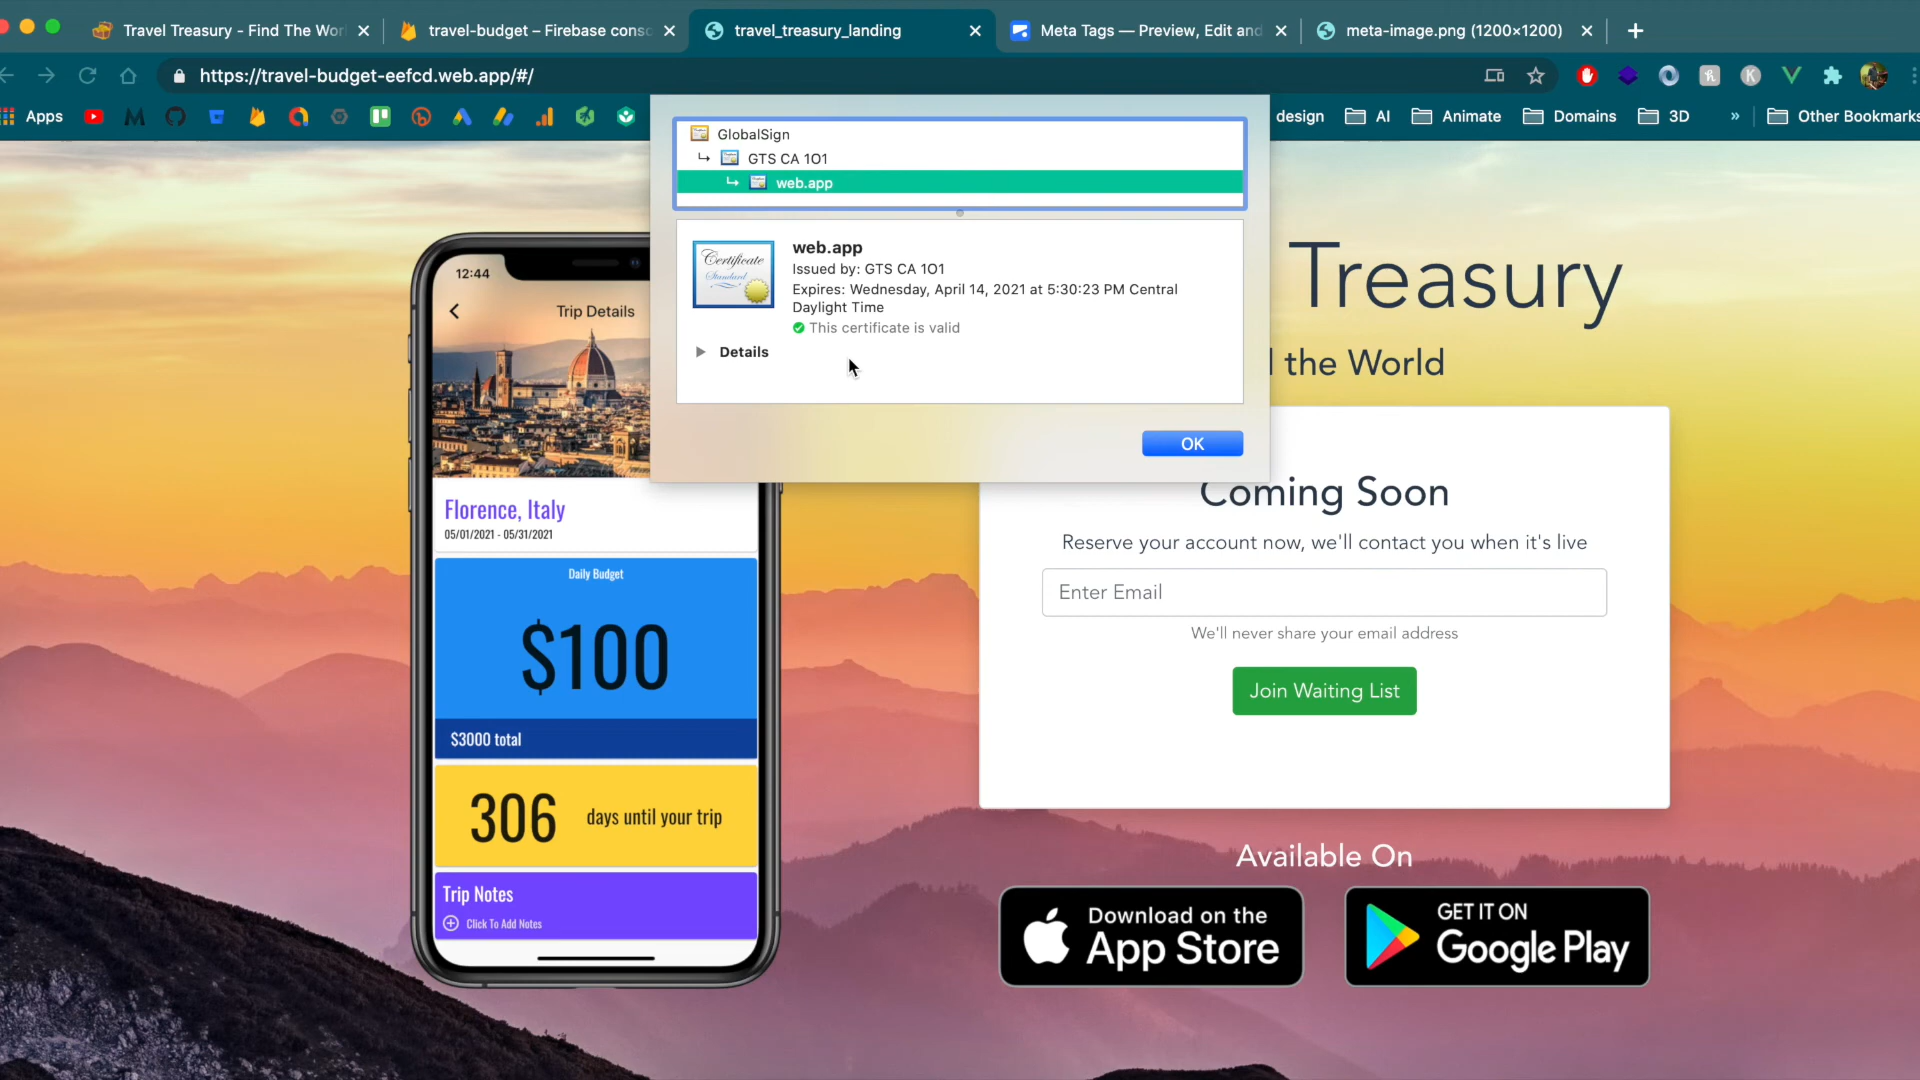 Travel Treasury - Find The Wor
travel-budget – Firebase conso
travel_treasury_landing
Meta Tags — Preview, Edit and
meta-image.png (1200×1200)
https://travel-budget-eefcd.web.app/#/
Apps
design
AI
Animate
Domains
3D
»
Other Bookmarks
GlobalSign
GTS CA 1O1
web.app
Certificate
Standard
web.app
Issued by: GTS CA 1O1
Expires: Wednesday, April 14, 2021 at 5:30:23 PM Central
Daylight Time
This certificate is valid
Details
OK
12:44
Trip Details
Florence, Italy
05/01/2021 - 05/31/2021
Daily Budget
$100
$3000 total
306 days until your trip
Trip Notes
Click To Add Notes
Treasury
the World
Coming Soon
Reserve your account now, we'll contact you when it's live
Enter Email
We'll never share your email address
Join Waiting List
Available On
Download on the
App Store
GET IT ON
Google Play